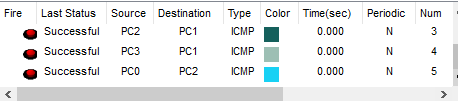 Fire Last Status Source Destination Type Color Time(sec) Periodic Num
Successful PC2 PC1 ICMP 0.000 N 3
Successful PC3 PC1 ICMP 0.000 N 4
Successful PC0 PC2 ICMP 0.000 N 5